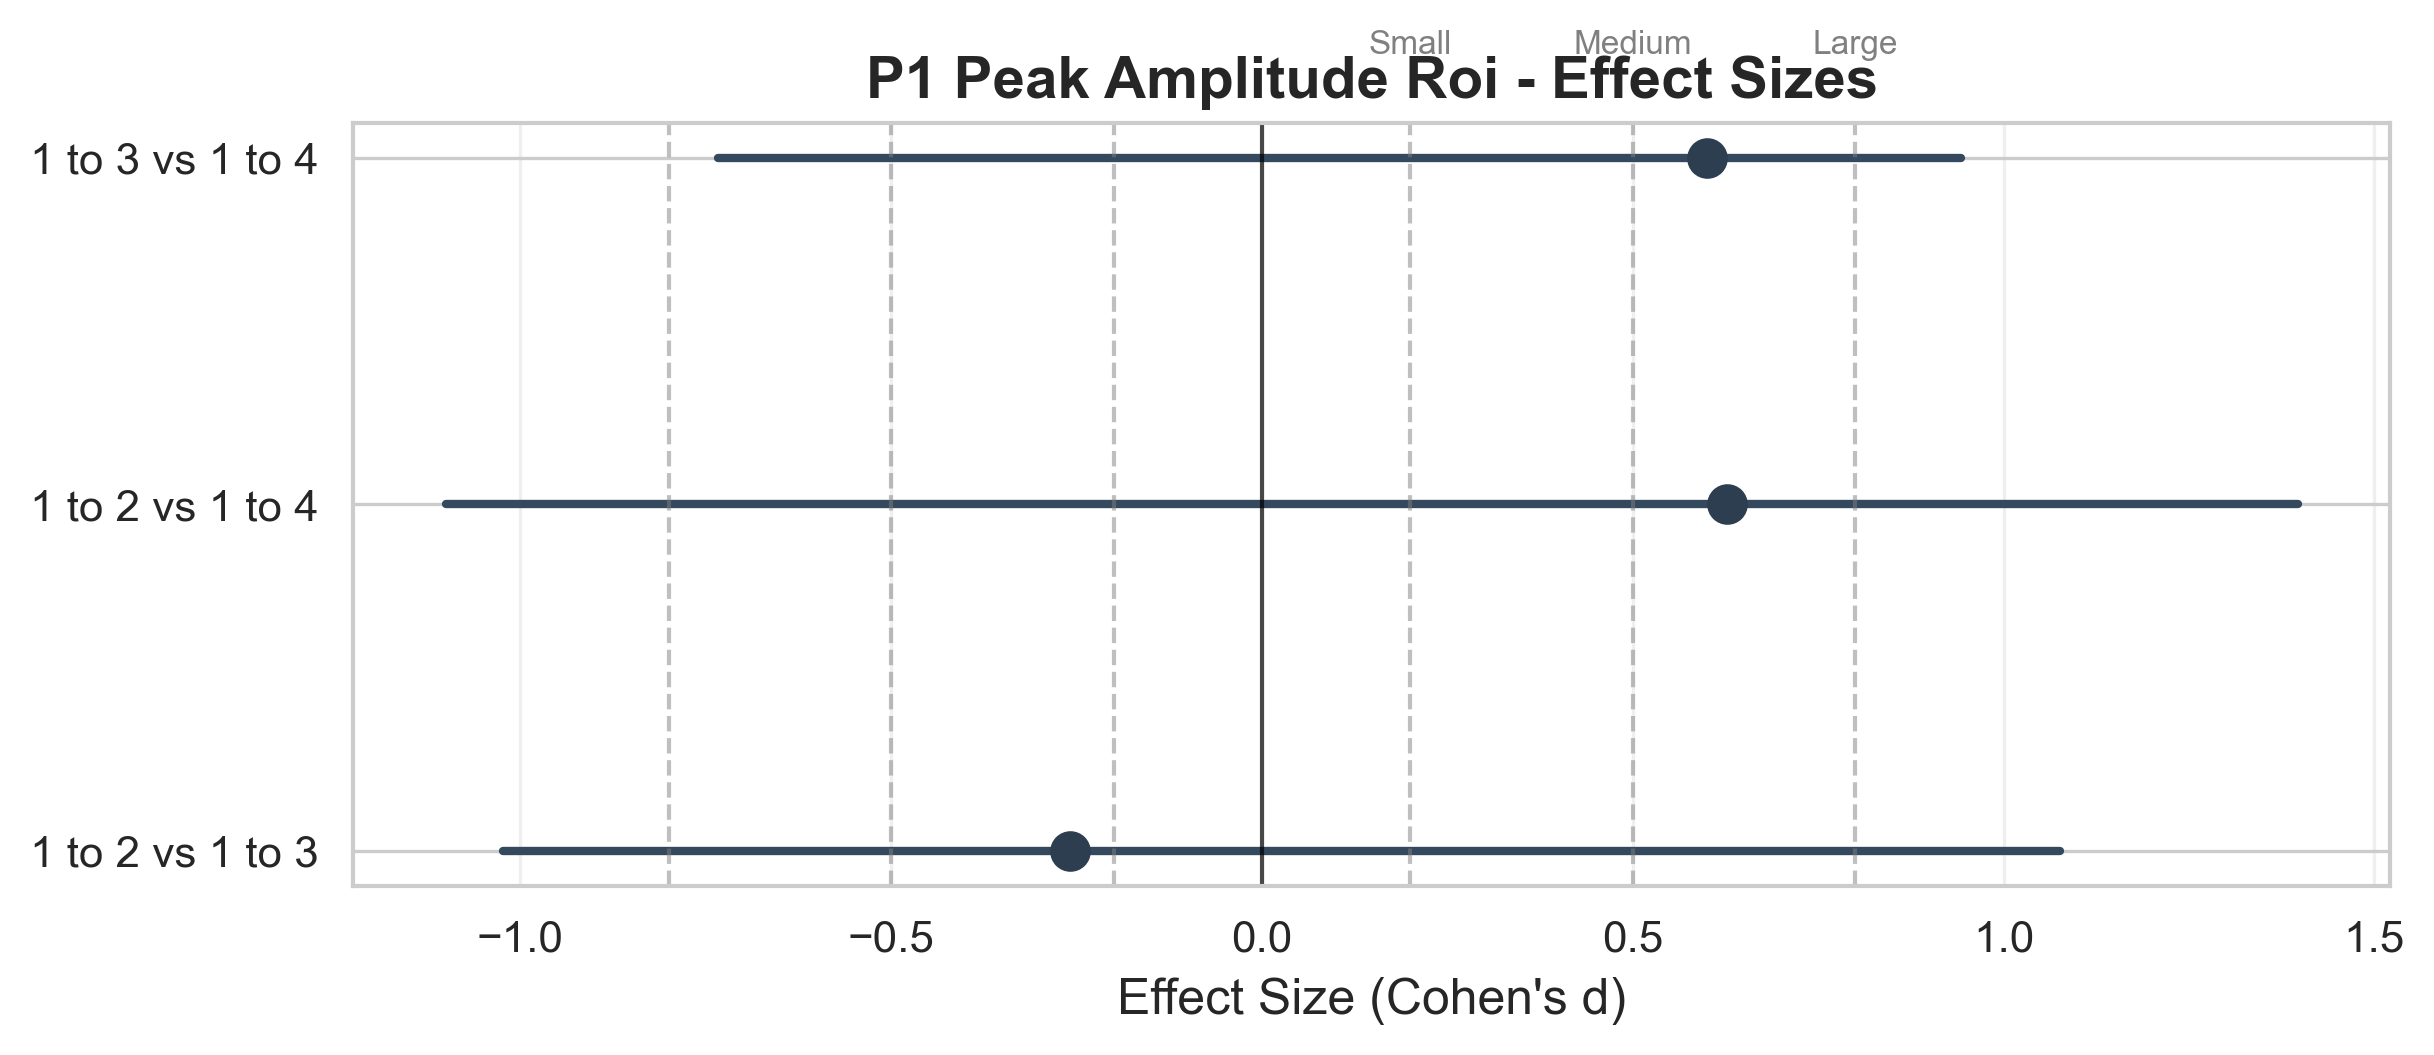 Small Medium Large
P1 Peak Amplitude Roi - Effect Sizes
1 to 3 vs 1 to 4
1 to 2 vs 1 to 4
1 to 2 vs 1 to 3
−1.0 −0.5 0.0 0.5 1.0 1.5
Effect Size (Cohen's d)